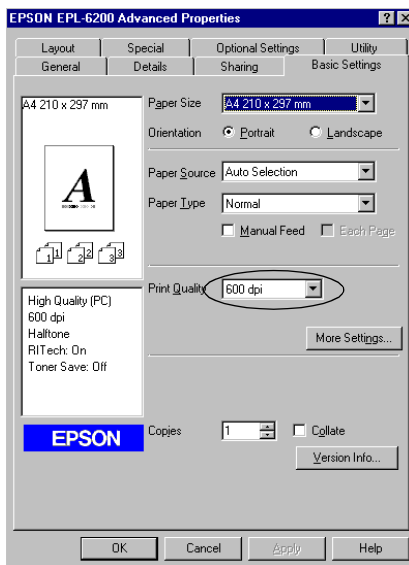 EPSON EPL-6200 Advanced Properties
Layout Special Optional Settings Utility
General Details Sharing Basic Settings
A4 210 x 297 mm
Paper Size A4 210 x 297 mm
Orientation Portrait Landscape
A
Paper Source Auto Selection
Paper Type Normal
Manual Feed Each Page
1 1 2 2 3 3
Print Quality 600 dpi
High Quality (PC)
600 dpi
Halftone
RITech: On
Toner Save: Off
More Settings...
EPSON
Copies 1 Collate
Version Info...
OK Cancel Apply Help